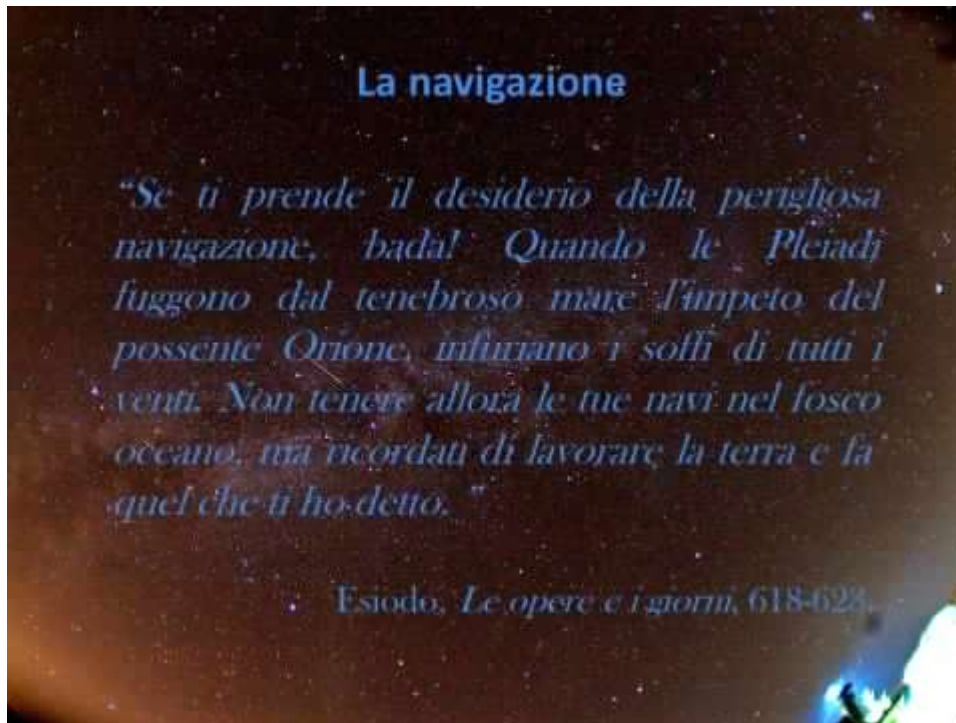 La navigazione
“Se ti prende il desiderio della perigliosa
navigazione, bada! Quando le Pleiadi
fuggono dal tenebroso mare l'impeto del
possente Orione, infuriano i soffi di tutti i
venti. Non tenere allora le tue navi nel fosco
oceano, ma ricordati di lavorare la terra e fa
quel che ti ho detto.”
Esiodo, Le opere e i giorni, 618-623.